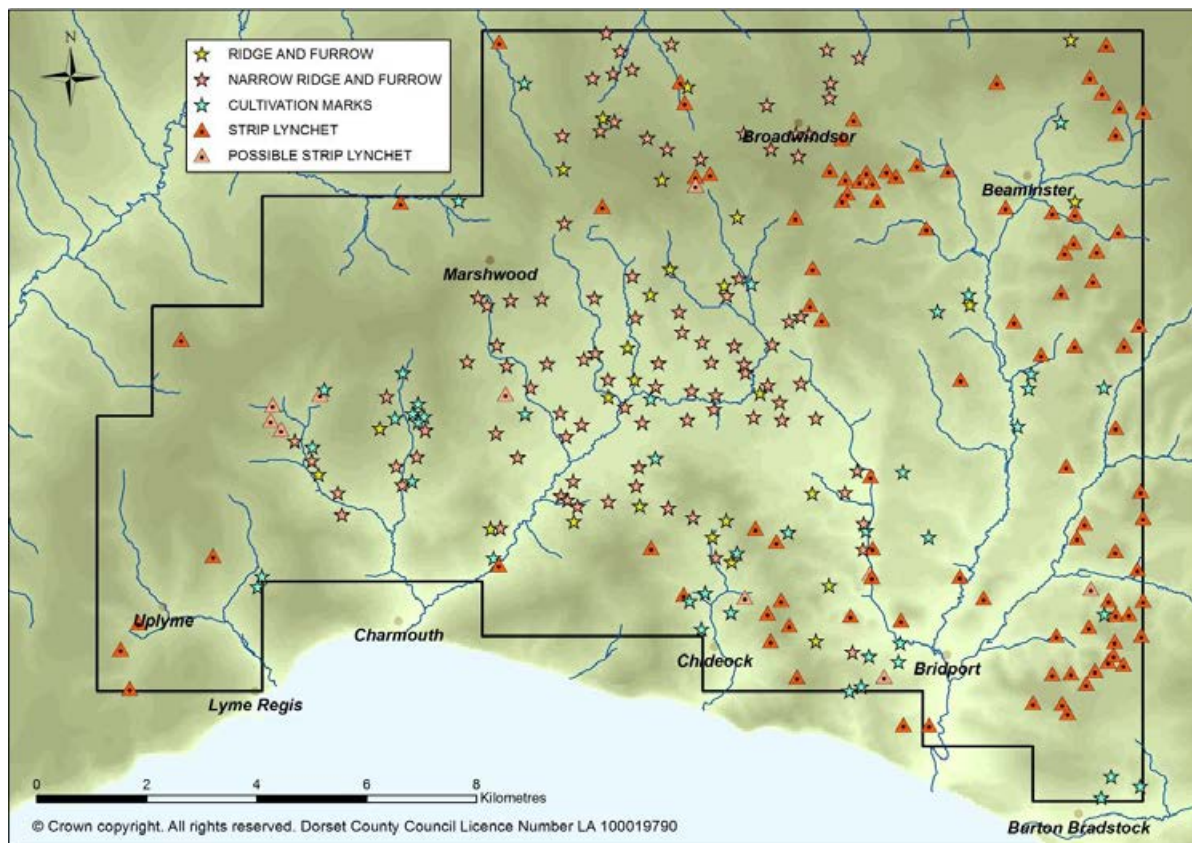 N
RIDGE AND FURROW
NARROW RIDGE AND FURROW
CULTIVATION MARKS
STRIP LYNCHET
POSSIBLE STRIP LYNCHET
Broadwindsor
Beaminster
Marshwood
Uplyme
Charmouth
Chideock
Bridport
Lyme Regis
0 2 4 6 8
Kilometres
Burton Bradstock
© Crown copyright. All rights reserved. Dorset County Council Licence Number LA 100019790